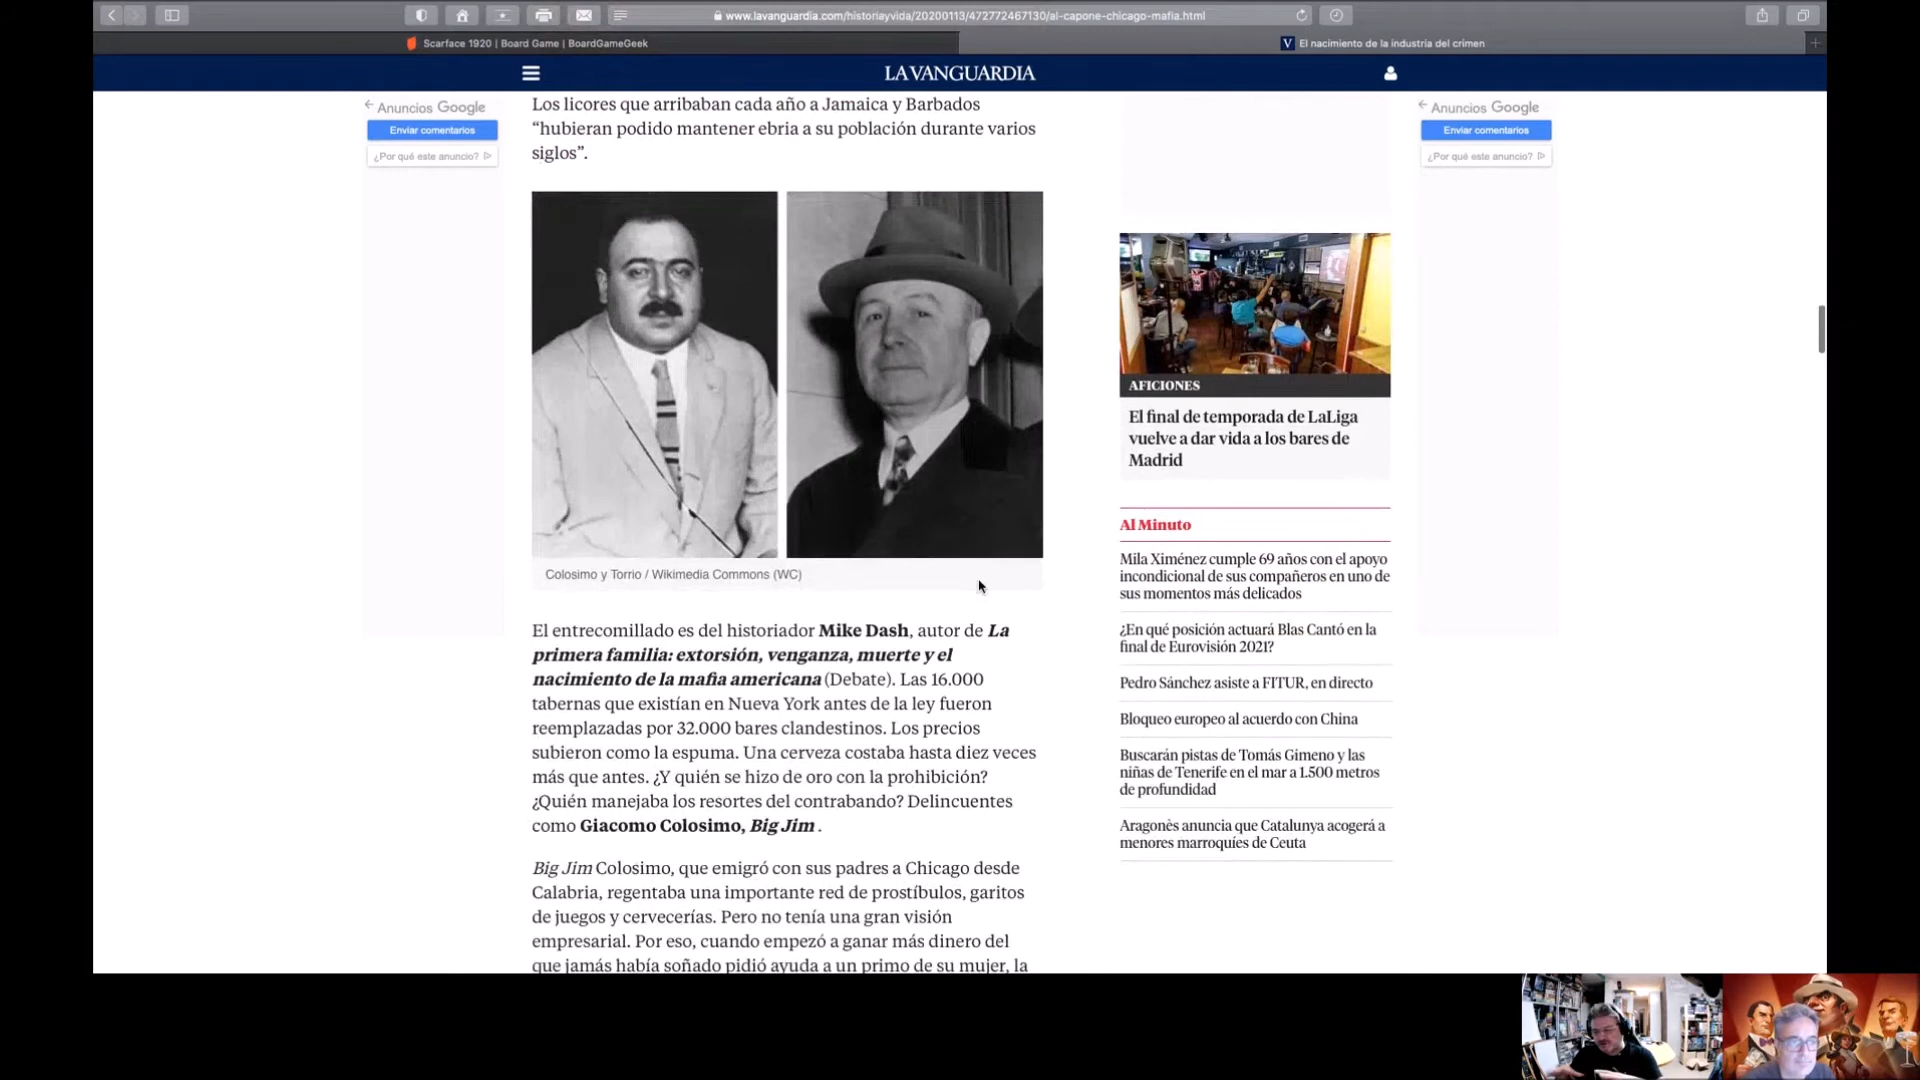 www.lavanguardia.com/historiayvida/20200113/472772467130/al-capone-chicago-mafia.html
Scarface 1920 | Board Game | BoardGameGeek
V El nacimiento de la industria del crimen
LA VANGUARDIA
Anuncios Google
Enviar comentarios
¿Por qué este anuncio?
Los licores que arribaban cada año a Jamaica y Barbados
“hubieran podido mantener ebria a su población durante varios
siglos”.
Colosimo y Torrio / Wikimedia Commons (WC)
El entrecomillado es del historiador Mike Dash, autor de La
primera familia: extorsión, venganza, muerte y el
nacimiento de la mafia americana (Debate). Las 16.000
tabernas que existían en Nueva York antes de la ley fueron
reemplazadas por 32.000 bares clandestinos. Los precios
subieron como la espuma. Una cerveza costaba hasta diez veces
más que antes. ¿Y quién se hizo de oro con la prohibición?
¿Quién manejaba los resortes del contrabando? Delincuentes
como Giacomo Colosimo, Big Jim .
Big Jim Colosimo, que emigró con sus padres a Chicago desde
Calabria, regentaba una importante red de prostíbulos, garitos
de juegos y cervecerías. Pero no tenía una gran visión
empresarial. Por eso, cuando empezó a ganar más dinero del
que jamás había soñado pidió ayuda a un primo de su mujer, la
AFICIONES
El final de temporada de LaLiga
vuelve a dar vida a los bares de
Madrid
Al Minuto
Mila Ximénez cumple 69 años con el apoyo
incondicional de sus compañeros en uno de
sus momentos más delicados
¿En qué posición actuará Blas Cantó en la
final de Eurovisión 2021?
Pedro Sánchez asiste a FITUR, en directo
Bloqueo europeo al acuerdo con China
Buscarán pistas de Tomás Gimeno y las
niñas de Tenerife en el mar a 1.500 metros
de profundidad
Aragonès anuncia que Catalunya acogerá a
menores marroquíes de Ceuta
Anuncios Google
Enviar comentarios
¿Por qué este anuncio?